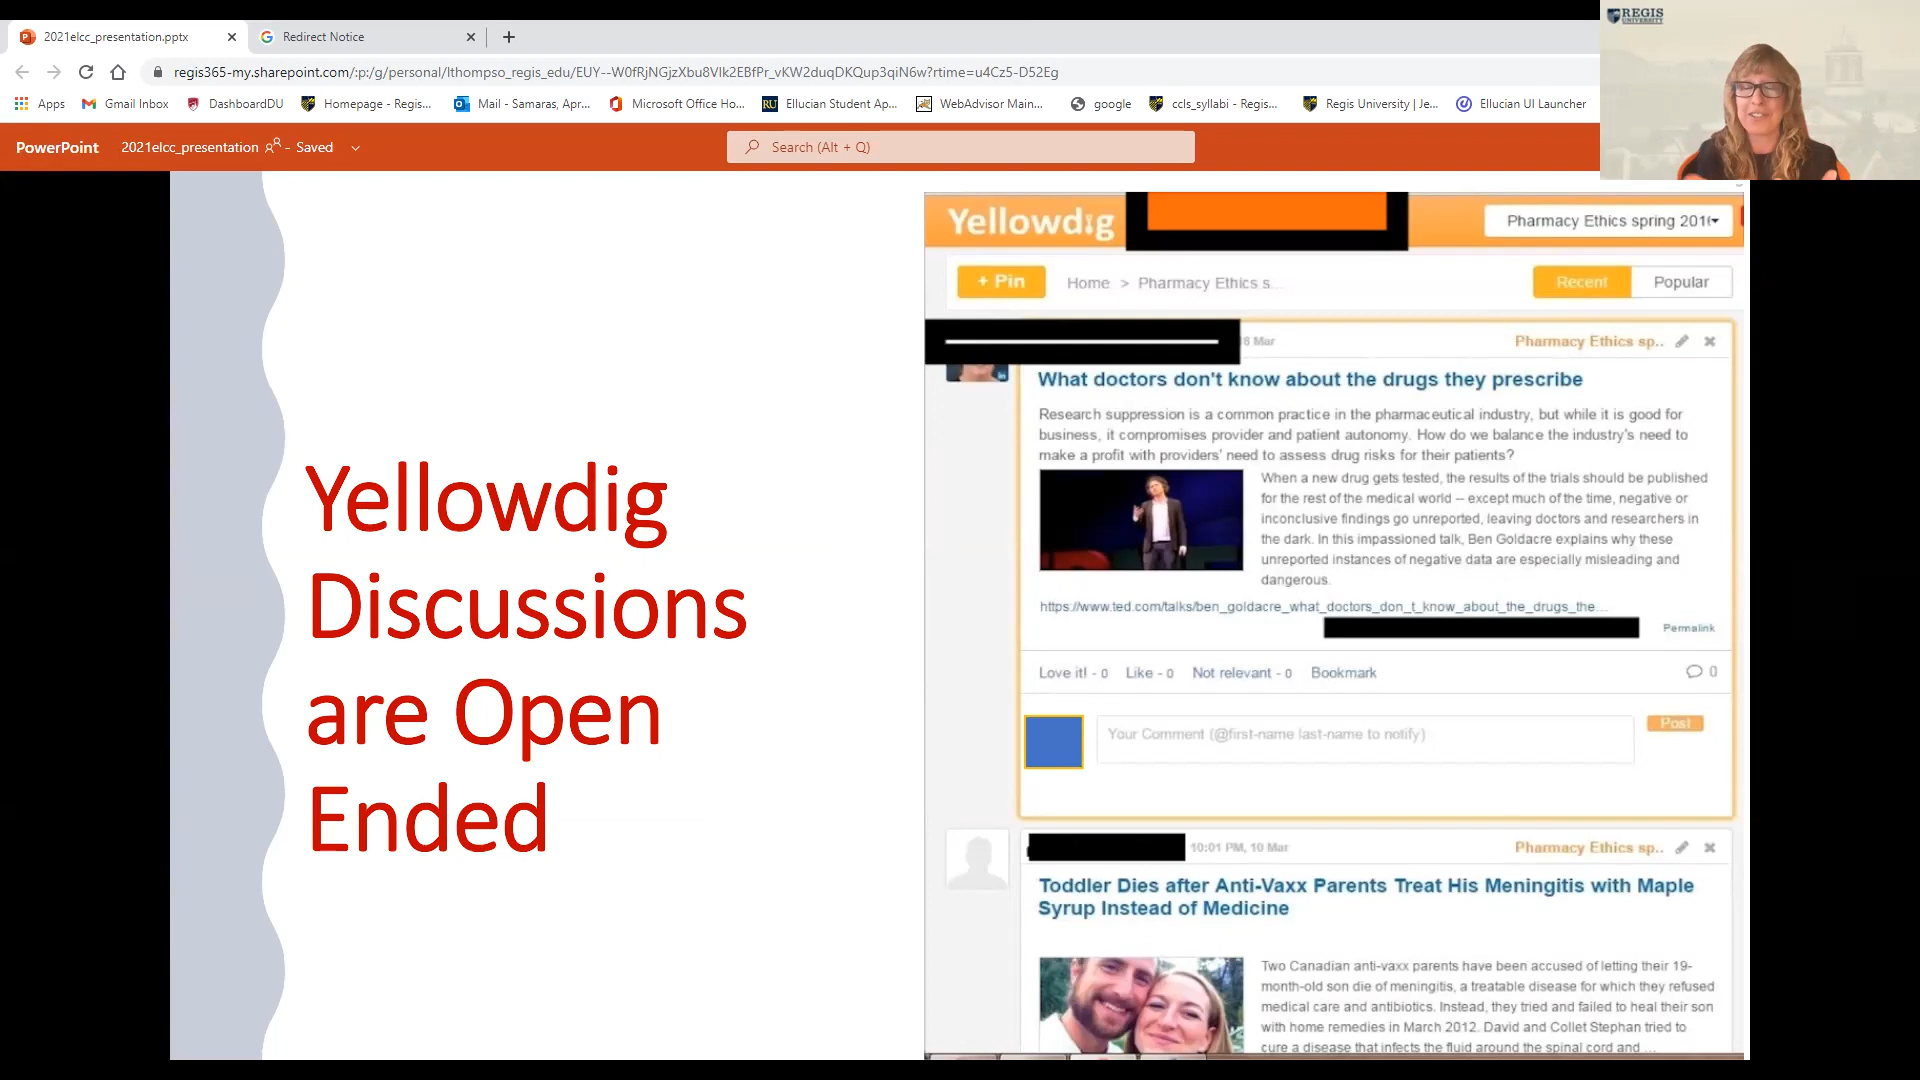 2021elcc_presentation.pptx
Redirect Notice
regis365-my.sharepoint.com/:p:/g/personal/lthompso_regis_edu/EUY--W0fRjNGjzXbu8Vlk2EBfPr_vKW2duqDKQup3qiN6w?rtime=u4Cz5-D52Eg
Apps Gmail Inbox DashboardDU Homepage - Regis... Mail - Samaras, Apr... Microsoft Office Ho... Ellucian Student Ap... WebAdvisor Main... google ccls_syllabi - Regis... Regis University | Je... Ellucian UI Launcher
REGIS
UNIVERSITY
PowerPoint 2021elcc_presentation - Saved Search (Alt + Q)
Yellowdig
Discussions
are Open
Ended
Yellowdig Pharmacy Ethics spring 201
+ Pin Home > Pharmacy Ethics s... Recent Popular
8 Mar Pharmacy Ethics sp..
What doctors don't know about the drugs they prescribe
Research suppression is a common practice in the pharmaceutical industry, but while it is good for
business, it compromises provider and patient autonomy. How do we balance the industry's need to
make a profit with providers' need to assess drug risks for their patients?
When a new drug gets tested, the results of the trials should be published
for the rest of the medical world – except much of the time, negative or
inconclusive findings go unreported, leaving doctors and researchers in
the dark. In this impassioned talk, Ben Goldacre explains why these
unreported instances of negative data are especially misleading and
dangerous.
https://www.ted.com/talks/ben_goldacre_what_doctors_don_t_know_about_the_drugs_the...
Permalink
Love it! - 0 Like - 0 Not relevant - 0 Bookmark 0
Your Comment (@first-name last-name to notify) Post
10:01 PM, 10 Mar Pharmacy Ethics sp..
Toddler Dies after Anti-Vaxx Parents Treat His Meningitis with Maple
Syrup Instead of Medicine
Two Canadian anti-vaxx parents have been accused of letting their 19-
month-old son die of meningitis, a treatable disease for which they refused
medical care and antibiotics. Instead, they tried and failed to heal their son
with home remedies in March 2012. David and Collet Stephan tried to
cure a disease that infects the fluid around the spinal cord and ...